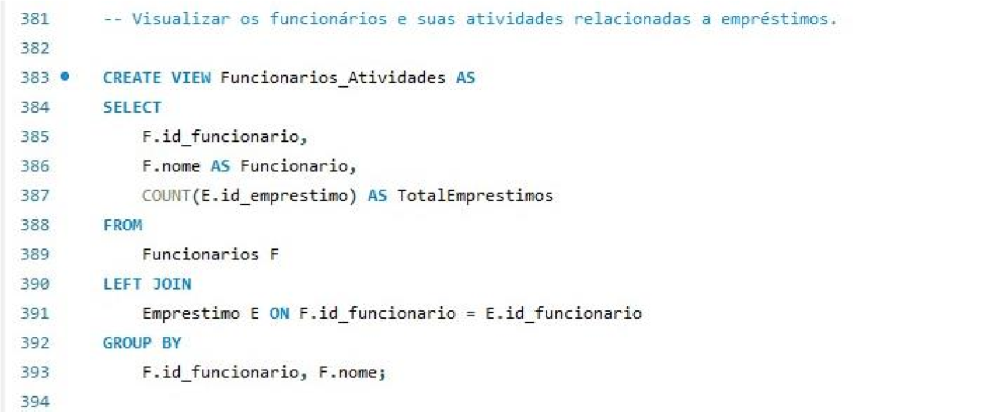 381 -- Visualizar os funcionários e suas atividades relacionadas a empréstimos.
382
383 CREATE VIEW Funcionarios_Atividades AS
384 SELECT
385 F.id_funcionario,
386 F.nome AS Funcionario,
387 COUNT(E.id_emprestimo) AS TotalEmprestimos
388 FROM
389 Funcionarios F
390 LEFT JOIN
391 Emprestimo E ON F.id_funcionario = E.id_funcionario
392 GROUP BY
393 F.id_funcionario, F.nome;
394